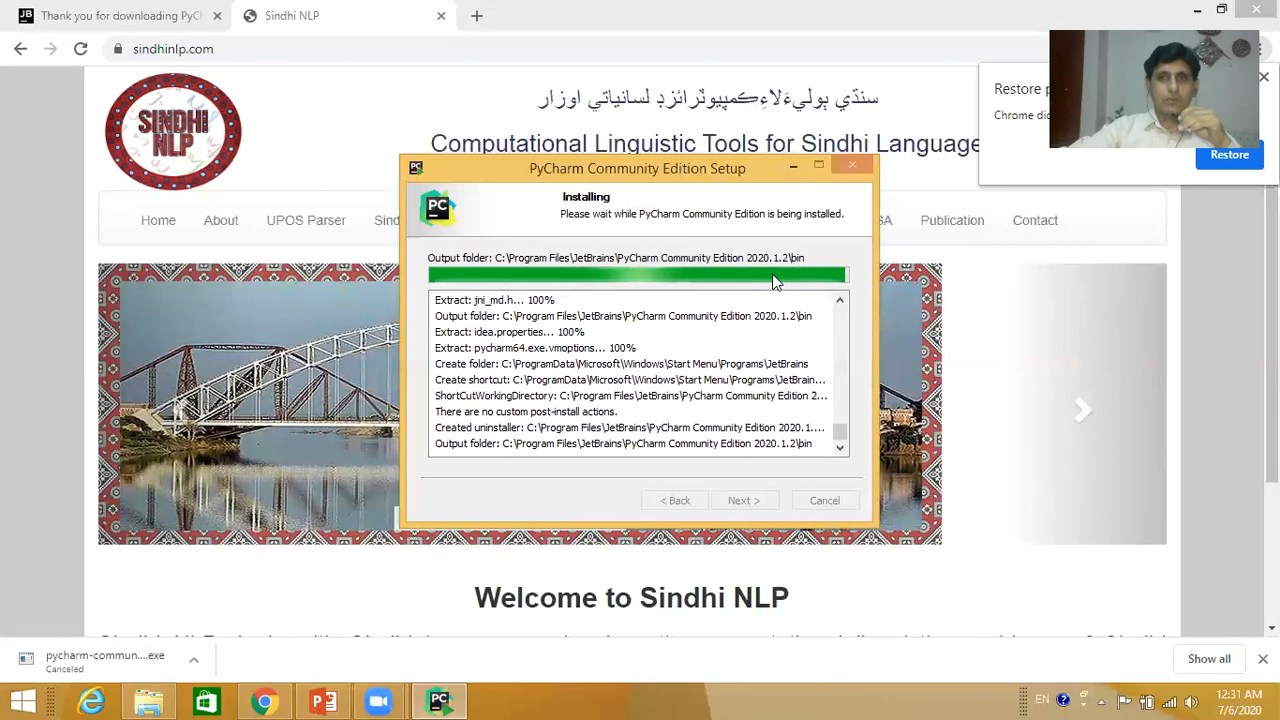 Thank you for downloading PyCh
Sindhi NLP
sindhinlp.com
SINDHI
NLP
سنڌي ٻوليءَ لاءِ ڪمپيوٽرائزڊ لسانياتي اوزار
Computational Linguistic Tools for Sindhi Language
Restore p
Chrome did
Restore
Home
About
UPOS Parser
Sind
SA
Publication
Contact
PyCharm Community Edition Setup
PC
Installing
Please wait while PyCharm Community Edition is being installed.
Output folder: C:\Program Files\JetBrains\PyCharm Community Edition 2020.1.2\bin
Extract: jni_md.h... 100%
Output folder: C:\Program Files\JetBrains\PyCharm Community Edition 2020.1.2\bin
Extract: idea.properties... 100%
Extract: pycharm64.exe.vmoptions... 100%
Create folder: C:\ProgramData\Microsoft\Windows\Start Menu\Programs\JetBrains
Create shortcut: C:\ProgramData\Microsoft\Windows\Start Menu\Programs\JetBrain...
ShortCutWorkingDirectory: C:\Program Files\JetBrains\PyCharm Community Edition 2...
There are no custom post-install actions.
Created uninstaller: C:\Program Files\JetBrains\PyCharm Community Edition 2020.1....
Output folder: C:\Program Files\JetBrains\PyCharm Community Edition 2020.1.2\bin
< Back
Next >
Cancel
Welcome to Sindhi NLP
pycharm-commun....exe
Canceled
Show all
EN
12:31 AM
7/6/2020